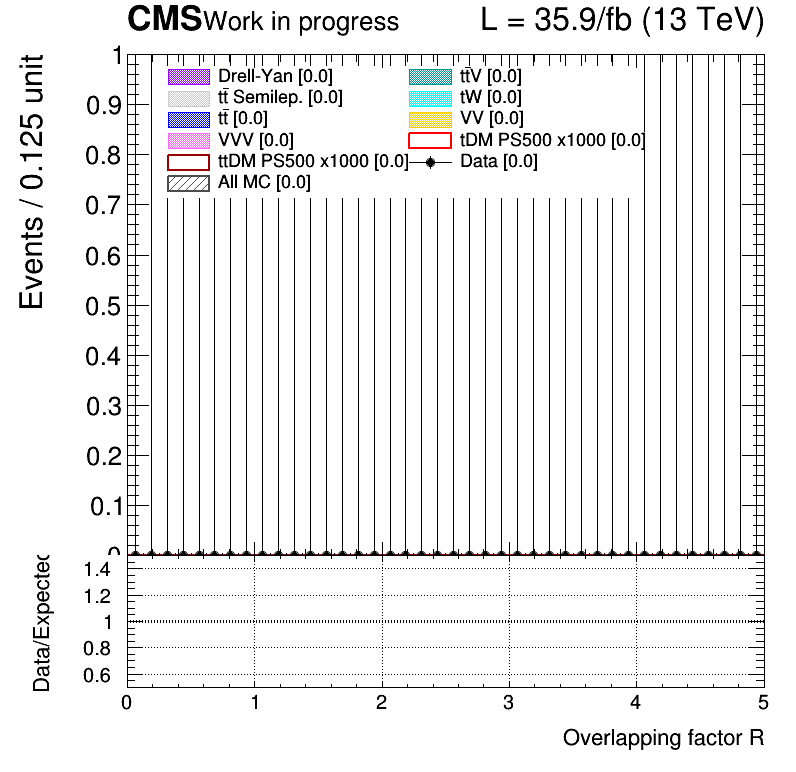 CMS Work in progress L = 35.9/fb (13 TeV)
Events / 0.125 unit
1
0.9
0.8
0.7
0.6
0.5
0.4
0.3
0.2
0.1
0
Drell-Yan [0.0]
tt̄V [0.0]
tt̄ Semilep. [0.0]
tW [0.0]
tt̄ [0.0]
VV [0.0]
VVV [0.0]
tDM PS500 x1000 [0.0]
ttDM PS500 x1000 [0.0]
Data [0.0]
All MC [0.0]
Data/Expected
1.4
1.2
1
0.8
0.6
0 1 2 3 4 5
Overlapping factor R